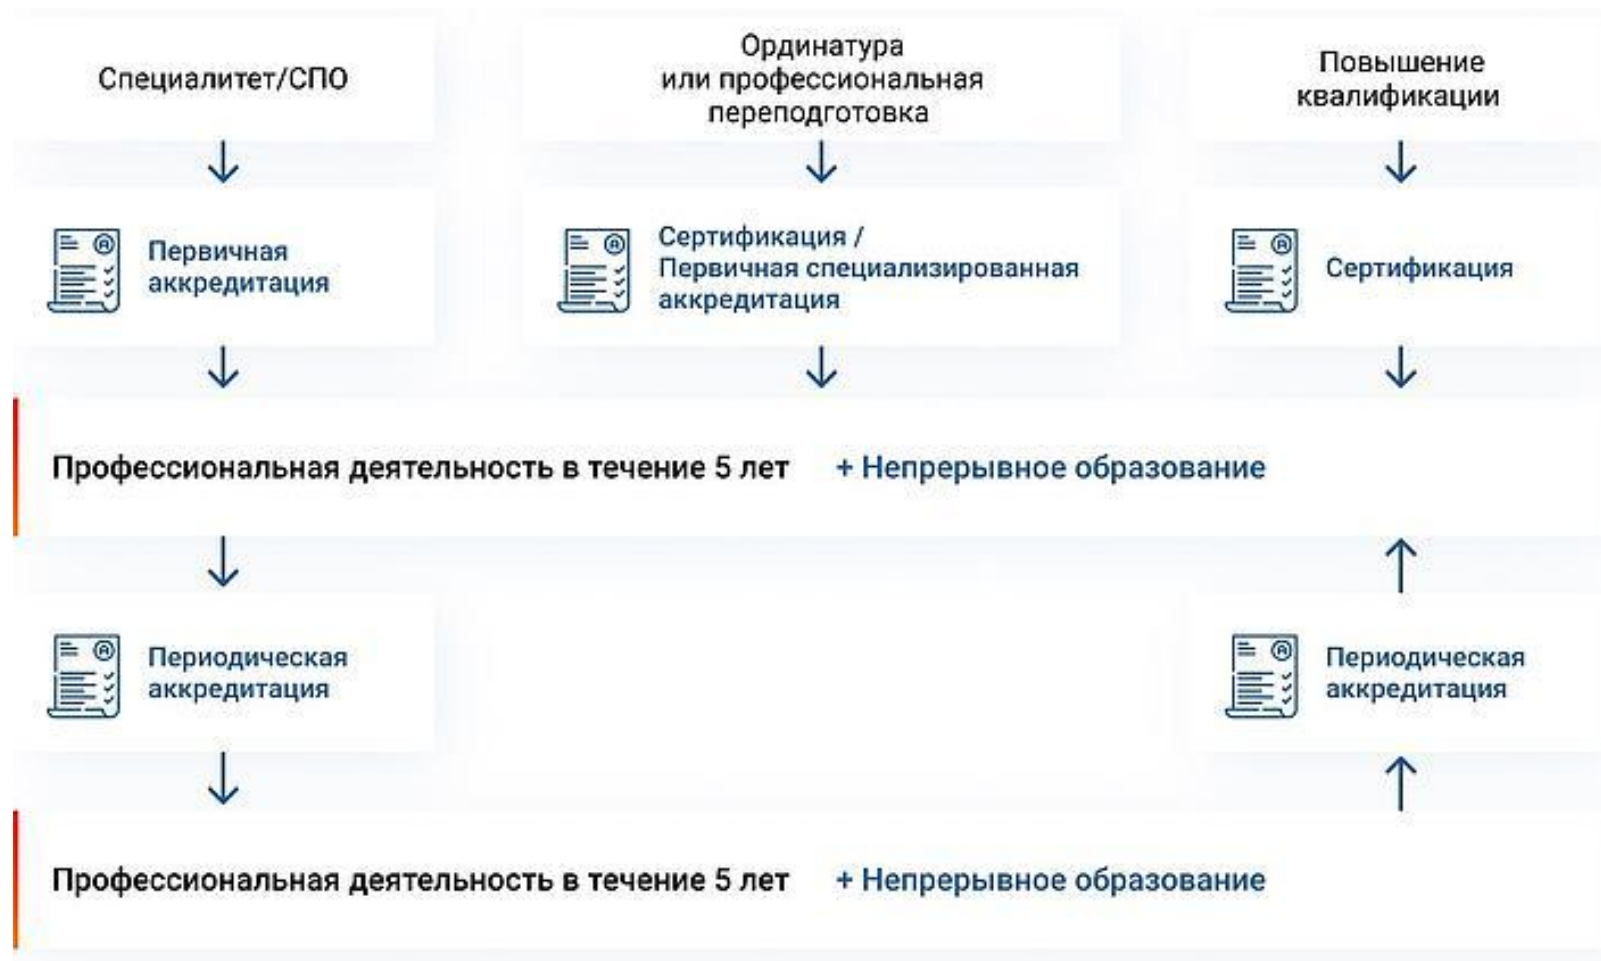 Специалитет/СПО
Ординатура
или профессиональная
переподготовка
Повышение
квалификации
Первичная
аккредитация
Сертификация /
Первичная специализированная
аккредитация
Сертификация
Профессиональная деятельность в течение 5 лет + Непрерывное образование
Периодическая
аккредитация
Периодическая
аккредитация
Профессиональная деятельность в течение 5 лет + Непрерывное образование